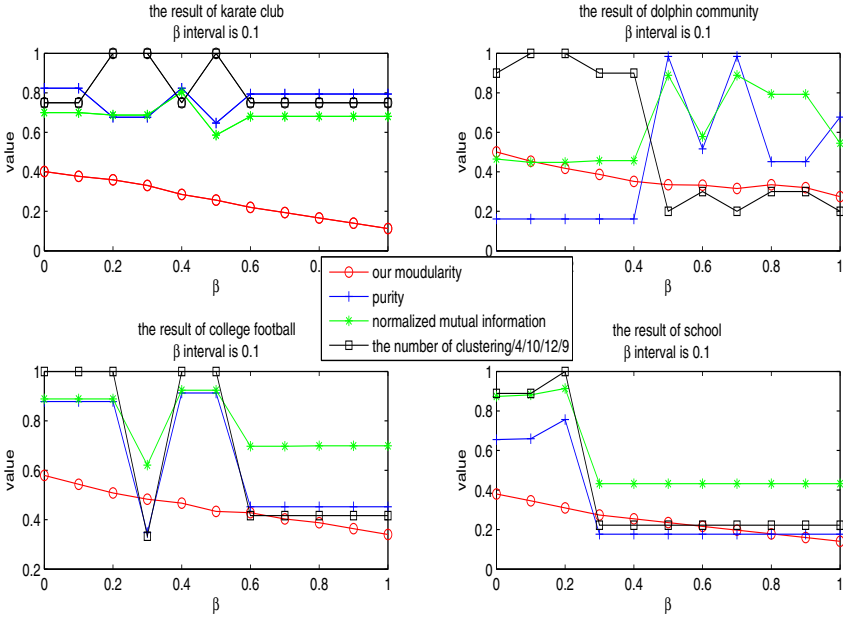 the result of karate club
β interval is 0.1
value
1
0.8
0.6
0.4
0.2
0
0 0.2 0.4 0.6 0.8 1
β
the result of dolphin community
β interval is 0.1
value
1
0.8
0.6
0.4
0.2
0
0 0.2 0.8 1
β
our moudularity
purity
normalized mutual information
the number of clustering/4/10/12/9
the result of college football
β interval is 0.1
value
1
0.8
0.6
0.4
0.2
0 0.2 0.4 0.6 0.8 1
β
the result of school
β interval is 0.1
value
1
0.8
0.6
0.4
0.2
0
0 0.2 0.4 0.6 0.8 1
β